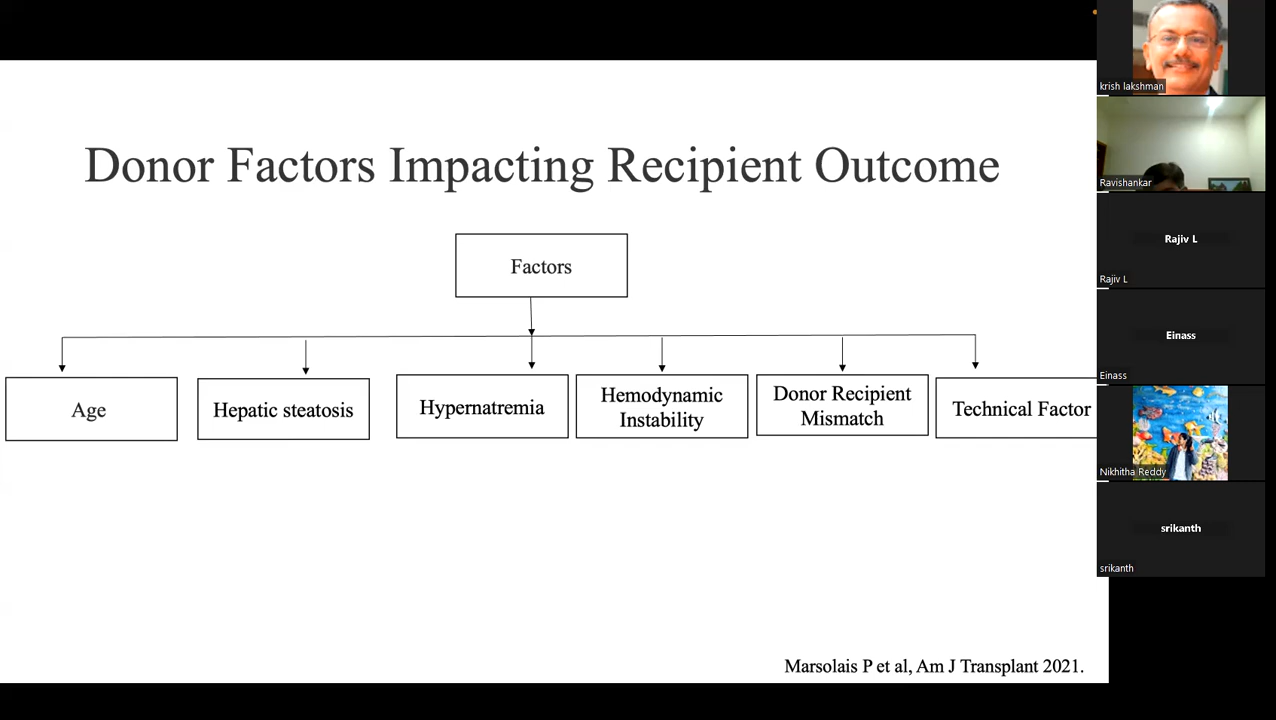 Donor Factors Impacting Recipient Outcome
Factors
Age
Hepatic steatosis
Hypernatremia
Hemodynamic
Instability
Donor Recipient
Mismatch
Technical Factor
Marsolais P et al, Am J Transplant 2021.
krish lakshman
Ravishankar
Rajiv L
Rajiv L
Einass
Einass
Nikhitha Reddy
srikanth
srikanth